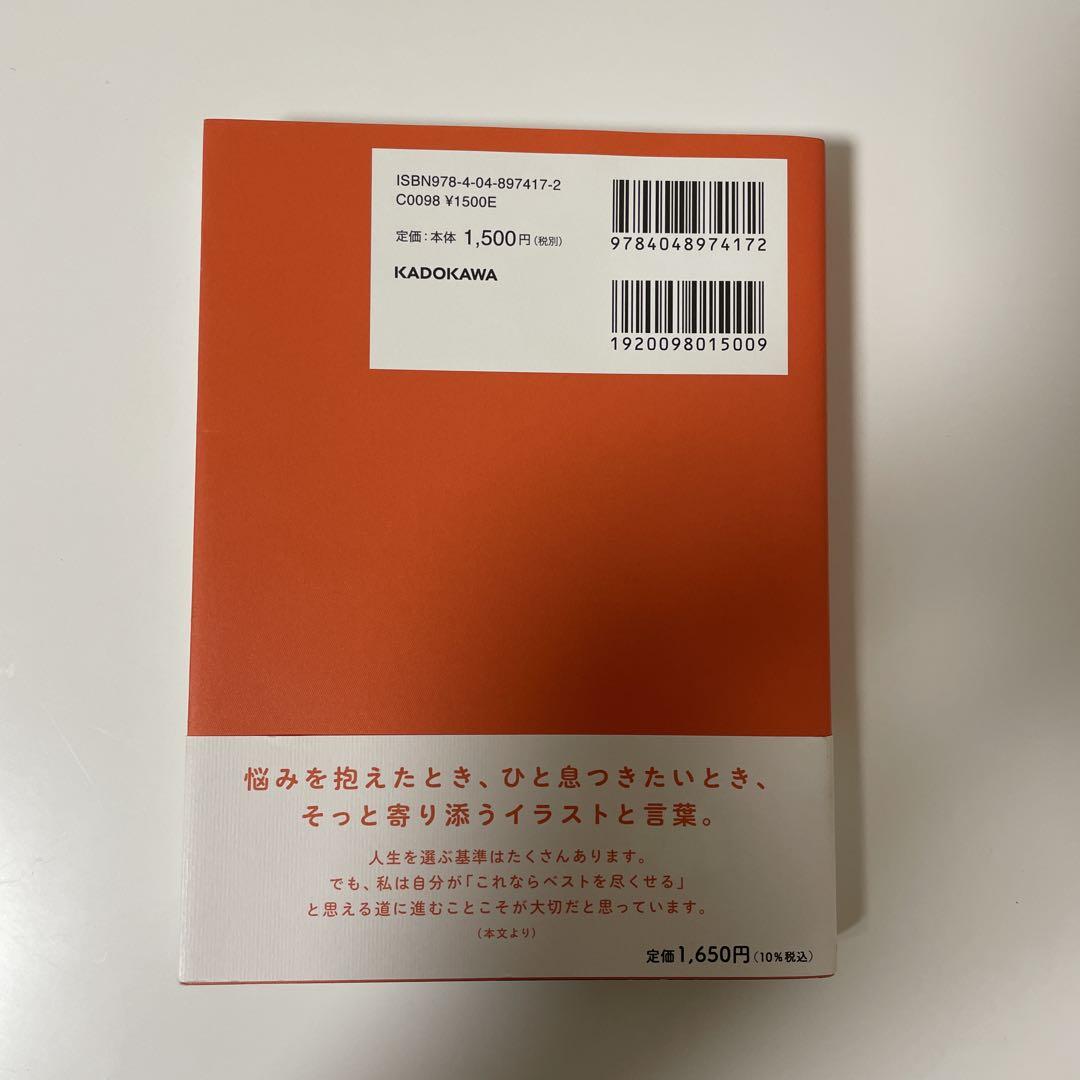 ISBN978-4-04-897417-2
C0098 ¥1500E
定価：本体 1,500円（税別）
KADOKAWA
9784048974172
1920098015009
悩みを抱えたとき、ひと息つきたいとき、
そっと寄り添うイラストと言葉。
人生を選ぶ基準はたくさんあります。
でも、私は自分が「これならベストを尽くせる」
と思える道に進むことこそが大切だと思っています。
（本文より）
定価1,650円（10％税込）